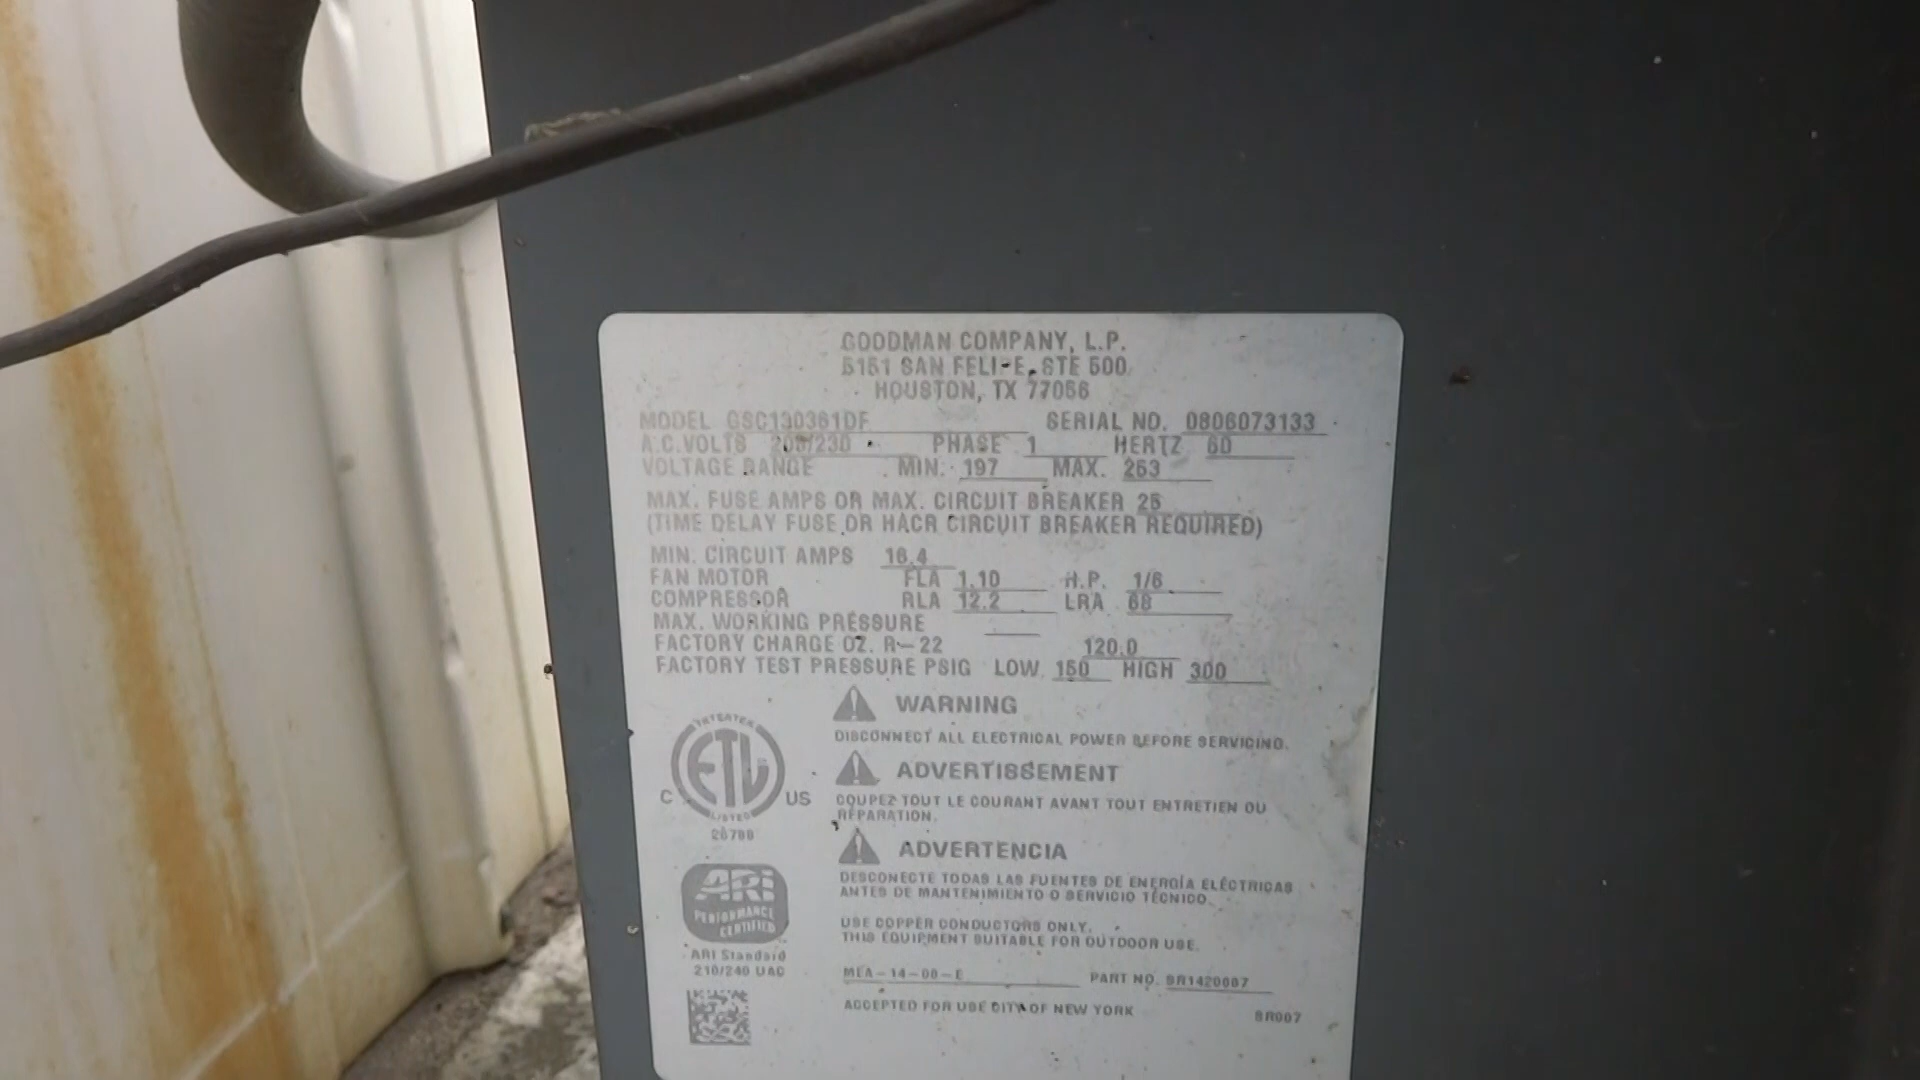 GOODMAN COMPANY, L.P.
5151 SAN FELIPE, STE 500
HOUSTON, TX 77056
MODEL GSC130361DF SERIAL NO. 0806073133
A.C.VOLTS 208/230 PHASE 1 HERTZ 60
VOLTAGE RANGE MIN. 197 MAX. 253
MAX. FUSE AMPS OR MAX. CIRCUIT BREAKER 25
(TIME DELAY FUSE OR HACR CIRCUIT BREAKER REQUIRED)
MIN. CIRCUIT AMPS 16.4
FAN MOTOR FLA 1.10 H.P. 1/6
COMPRESSOR RLA 12.2 LRA 68
MAX. WORKING PRESSURE
FACTORY CHARGE OZ. R-22 120.0
FACTORY TEST PRESSURE PSIG LOW 150 HIGH 300
WARNING
DISCONNECT ALL ELECTRICAL POWER BEFORE SERVICING.
ADVERTISSEMENT
COUPEZ TOUT LE COURANT AVANT TOUT ENTRETIEN OU
RÉPARATION.
ADVERTENCIA
DESCONECTE TODAS LAS FUENTES DE ENERGÍA ELÉCTRICAS
ANTES DE MANTENIMIENTO O SERVICIO TÉCNICO.
USE COPPER CONDUCTORS ONLY.
THIS EQUIPMENT SUITABLE FOR OUTDOOR USE.
MEA-14-00-E PART NO.
ACCEPTED FOR USE CITY OF NEW YORK
INTERTEK
C ETL US
LISTED
ARI
PERFORMANCE
CERTIFIED
ARI Standard
210/240 UAC